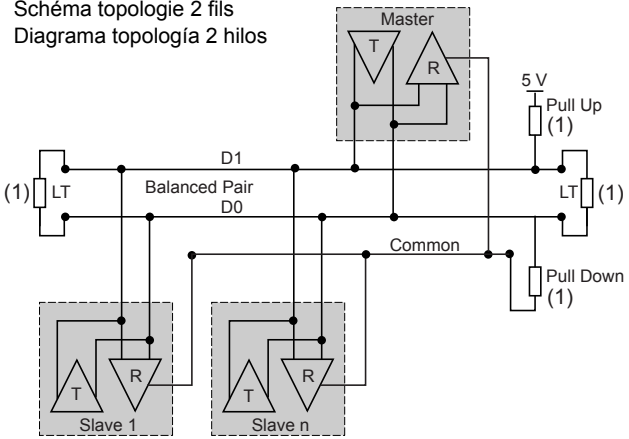 Schéma topologie 2 fils
Diagrama topología 2 hilos
Master
T
R
5 V
Pull Up
(1)
D1
(1)
LT
Balanced Pair
LT
(1)
D0
Common
Pull Down
(1)
R
T
Slave 1
R
T
Slave n